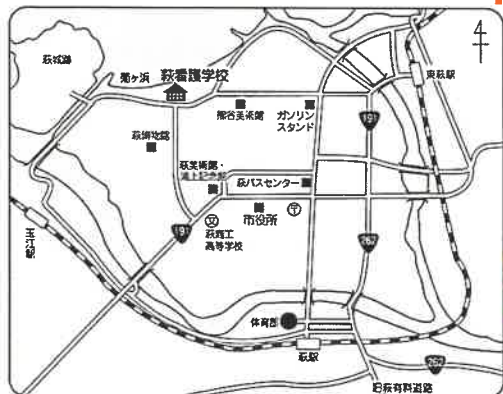 萩城跡
菊ヶ浜
萩看護学校
東萩駅
熊谷美術館
ガソリン
スタンド
191
萩博物館
萩美術館・
浦上記念館
萩バスセンター
市役所
〒
191
文
萩商工
高等学校
262
玉江駅
体育館
萩駅
262
旧萩有料道路